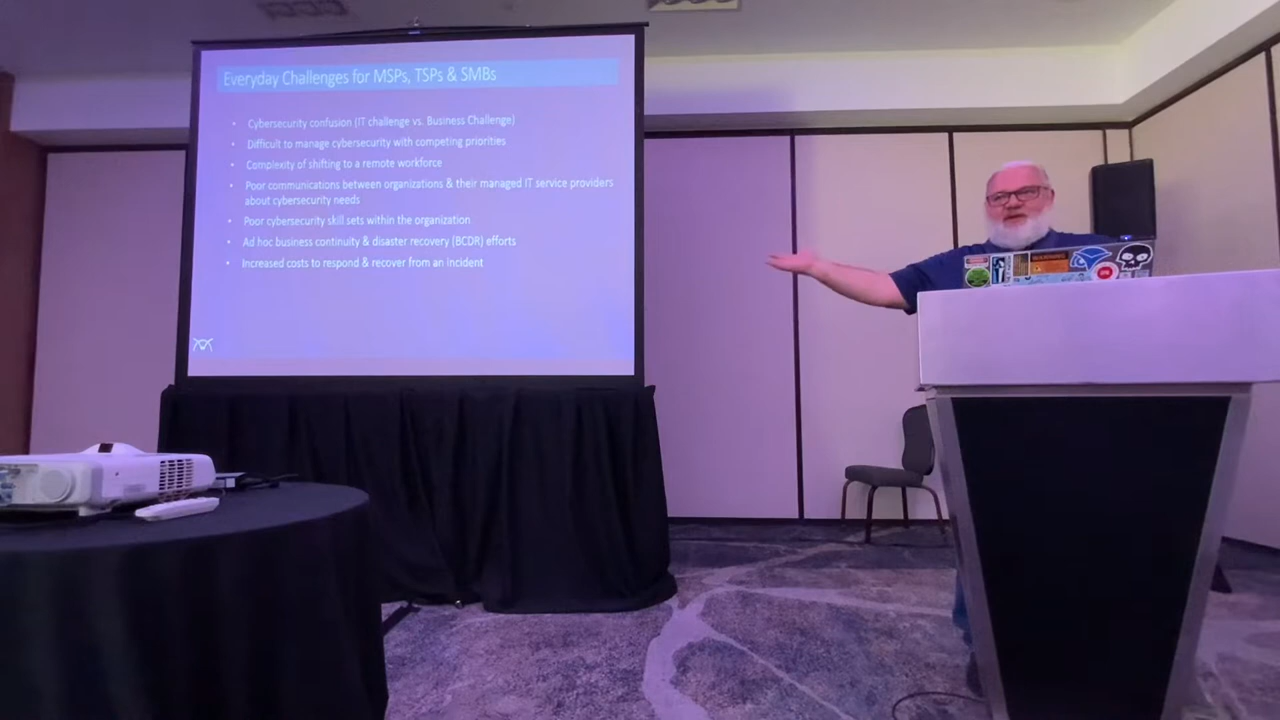 Everyday Challenges for MSPs, TSPs & SMBs
• Cybersecurity confusion (IT challenge vs. Business Challenge)
• Difficult to manage cybersecurity with competing priorities
• Complexity of shifting to a remote workforce
• Poor communications between organizations & their managed IT service providers
about cybersecurity needs
• Poor cybersecurity skill sets within the organization
• Ad hoc business continuity & disaster recovery (BCDR) efforts
• Increased costs to respond & recover from an Incident